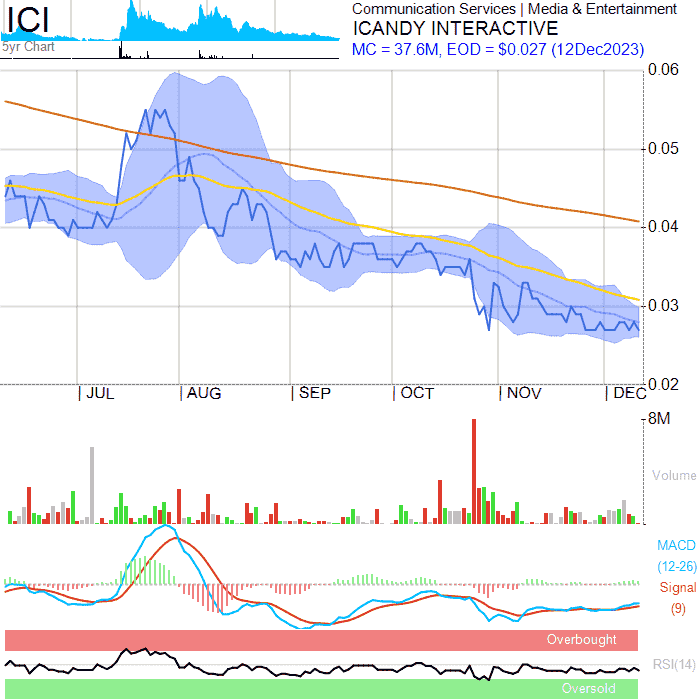 ICI
5yr Chart
Communication Services | Media & Entertainment
ICANDY INTERACTIVE
MC = 37.6M, EOD = $0.027 (12Dec2023)
0.06
0.05
0.04
0.03
0.02
| JUL | AUG | SEP | OCT | NOV | DEC
8M
Volume
MACD
(12-26)
Signal
(9)
Overbought
RSI(14)
Oversold